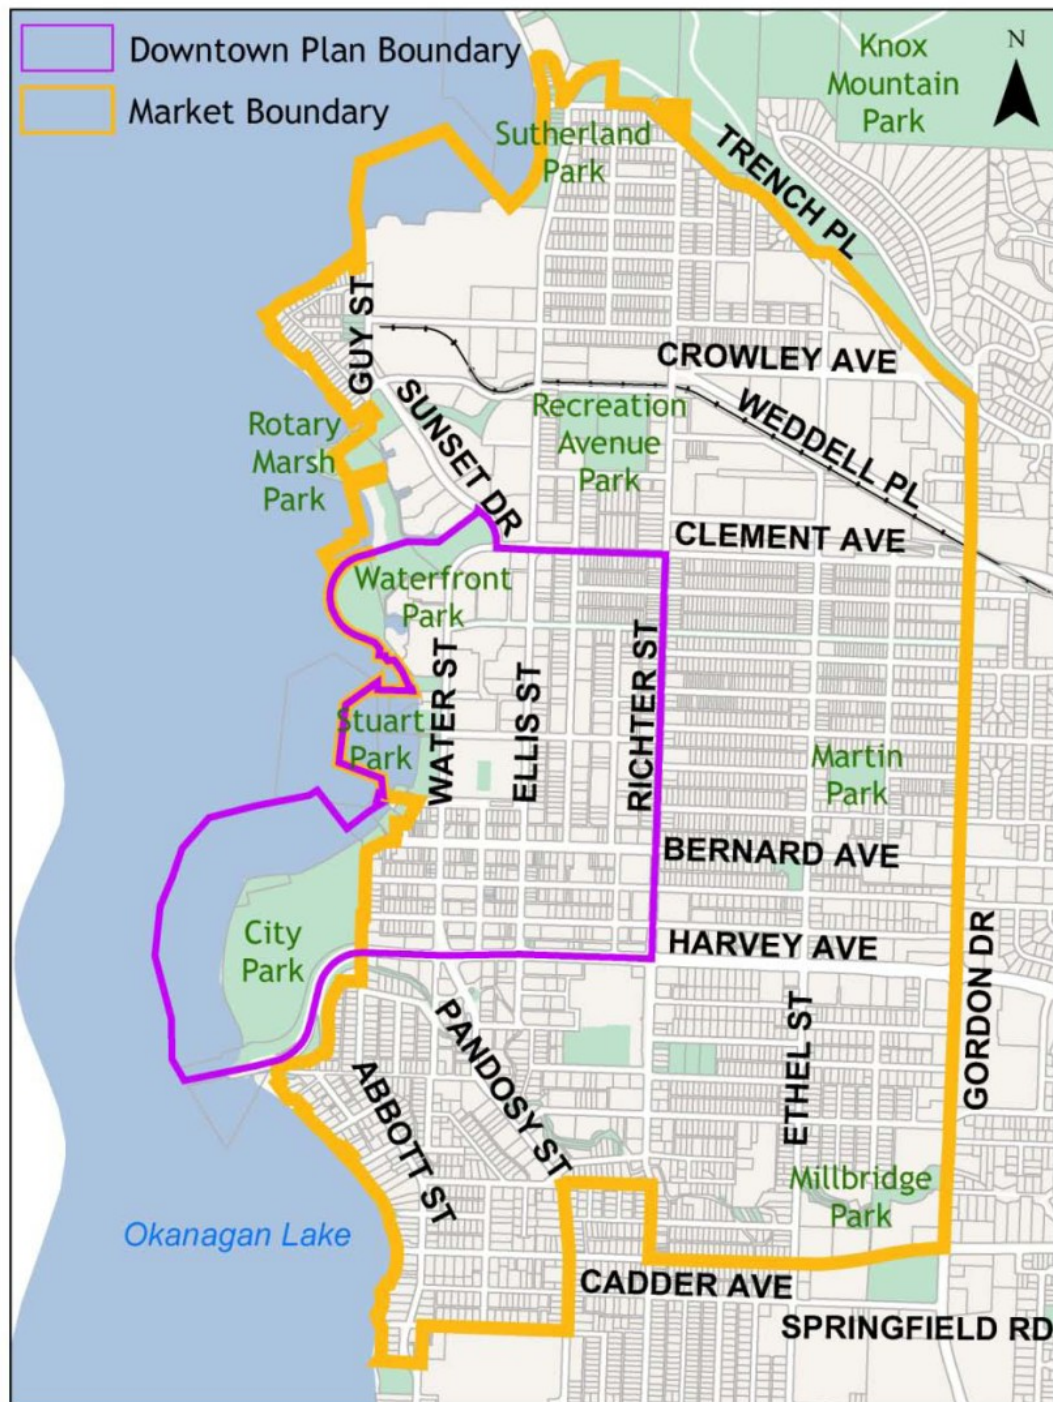 Downtown Plan Boundary
Market Boundary
Knox
Mountain
Park
N
Sutherland
Park
TRENCH PL
GUY ST
CROWLEY AVE
SUNSET DR
Rotary
Marsh
Park
Recreation
Avenue
Park
WEDDELL PL
CLEMENT AVE
Waterfront
Park
WATER ST
ELLIS ST
RICHTER ST
Stuart
Park
Martin
Park
BERNARD AVE
City
Park
HARVEY AVE
GORDON DR
PANDOSY ST
ETHEL ST
ABBOTT ST
Millbridge
Park
Okanagan Lake
CADDER AVE
SPRINGFIELD RD